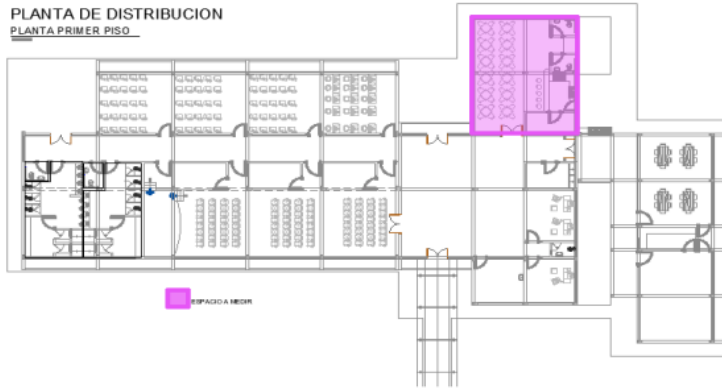 PLANTA DE DISTRIBUCION
PLANTA PRIMER PISO
ESPACIO A MEDIR